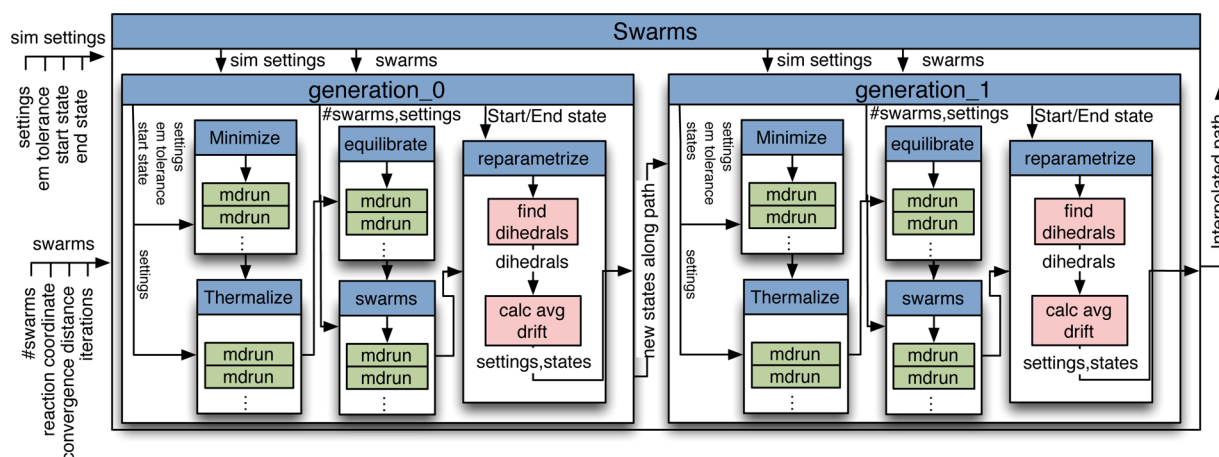 Swarms
sim settings
settings
em tolerance
start state
end state
swarms
#swarms
reaction coordinate
convergence distance
iterations
sim settings
swarms
generation_0
settings
em tolerance
start state
settings
Minimize
mdrun
mdrun
⋮
Thermalize
mdrun
mdrun
⋮
#swarms,settings
equilibrate
mdrun
mdrun
⋮
swarms
mdrun
mdrun
⋮
Start/End state
reparametrize
find
dihedrals
dihedrals
calc avg
drift
settings,states
new states along path
sim settings
swarms
generation_1
settings
em tolerance
states
settings
Minimize
mdrun
mdrun
⋮
Thermalize
mdrun
mdrun
⋮
#swarms,settings
equilibrate
mdrun
mdrun
⋮
swarms
mdrun
mdrun
⋮
Start/End state
reparametrize
find
dihedrals
dihedrals
calc avg
drift
settings,states
Interpolated path